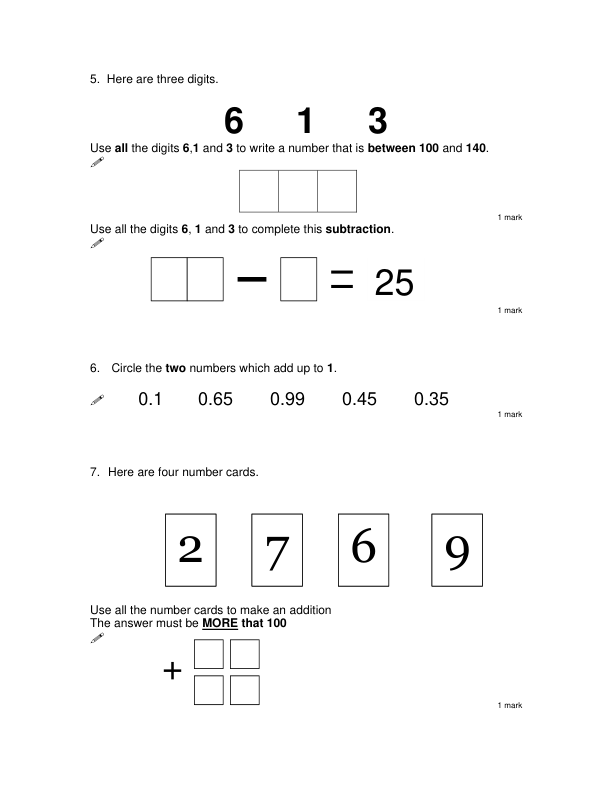 5. Here are three digits.
6 1 3
Use all the digits 6,1 and 3 to write a number that is between 100 and 140.
1 mark
Use all the digits 6, 1 and 3 to complete this subtraction.
− = 25
1 mark
6. Circle the two numbers which add up to 1.
0.1 0.65 0.99 0.45 0.35
1 mark
7. Here are four number cards.
2 7 6 9
Use all the number cards to make an addition
The answer must be MORE that 100
+
1 mark